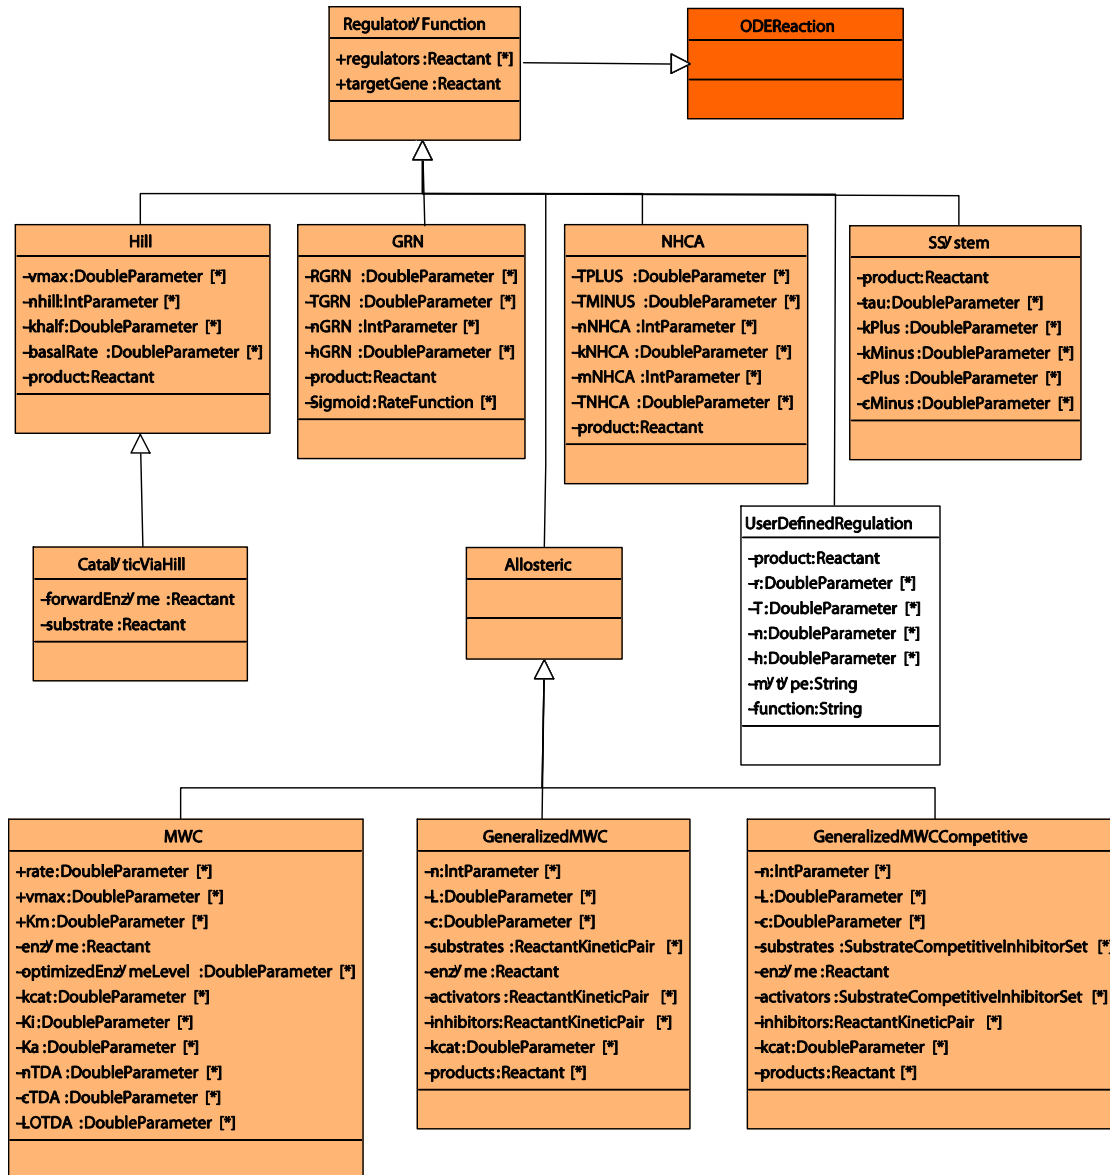 RegulatoryFunction
+regulators:Reactant [*]
+targetGene :Reactant
ODEReaction
Hill
-vmax:DoubleParameter [*]
-nhill:IntParameter [*]
-khalf:DoubleParameter [*]
-basalRate :DoubleParameter [*]
-product:Reactant
GRN
-RGRN :DoubleParameter [*]
-TGRN :DoubleParameter [*]
-nGRN :IntParameter [*]
-hGRN :DoubleParameter [*]
-product:Reactant
-Sigmoid:RateFunction [*]
NHCA
-TPLUS :DoubleParameter [*]
-TMINUS :DoubleParameter [*]
-nNHCA:IntParameter [*]
-kNHCA:DoubleParameter [*]
-mNHCA:IntParameter [*]
-TNHCA :DoubleParameter [*]
-product:Reactant
SSystem
-product:Reactant
-tau:DoubleParameter [*]
-kPlus :DoubleParameter [*]
-kMinus:DoubleParameter [*]
-cPlus :DoubleParameter [*]
-cMinus:DoubleParameter [*]
CatalyticViaHill
-forwardEnzyme :Reactant
-substrate :Reactant
Allosteric
UserDefinedRegulation
-product:Reactant
-r:DoubleParameter [*]
-T:DoubleParameter [*]
-n:DoubleParameter [*]
-h:DoubleParameter [*]
-mytype:String
-function:String
MWC
+rate:DoubleParameter [*]
+vmax:DoubleParameter [*]
+Km:DoubleParameter [*]
-enzyme:Reactant
-optimizedEnzymeLevel :DoubleParameter [*]
-kcat:DoubleParameter [*]
-Ki:DoubleParameter [*]
-Ka:DoubleParameter [*]
-nTDA :DoubleParameter [*]
-cTDA :DoubleParameter [*]
-LOTDA :DoubleParameter [*]
GeneralizedMWC
-n:IntParameter [*]
-L:DoubleParameter [*]
-c:DoubleParameter [*]
-substrates :ReactantKineticPair [*]
-enzyme:Reactant
-activators:ReactantKineticPair [*]
-inhibitors:ReactantKineticPair [*]
-kcat:DoubleParameter [*]
-products:Reactant [*]
GeneralizedMWCCompetitive
-n:IntParameter [*]
-L:DoubleParameter [*]
-c:DoubleParameter [*]
-substrates :SubstrateCompetitiveInhibitorSet [*]
-enzyme:Reactant
-activators:SubstrateCompetitiveInhibitorSet [*]
-inhibitors:ReactantKineticPair [*]
-kcat:DoubleParameter [*]
-products:Reactant [*]